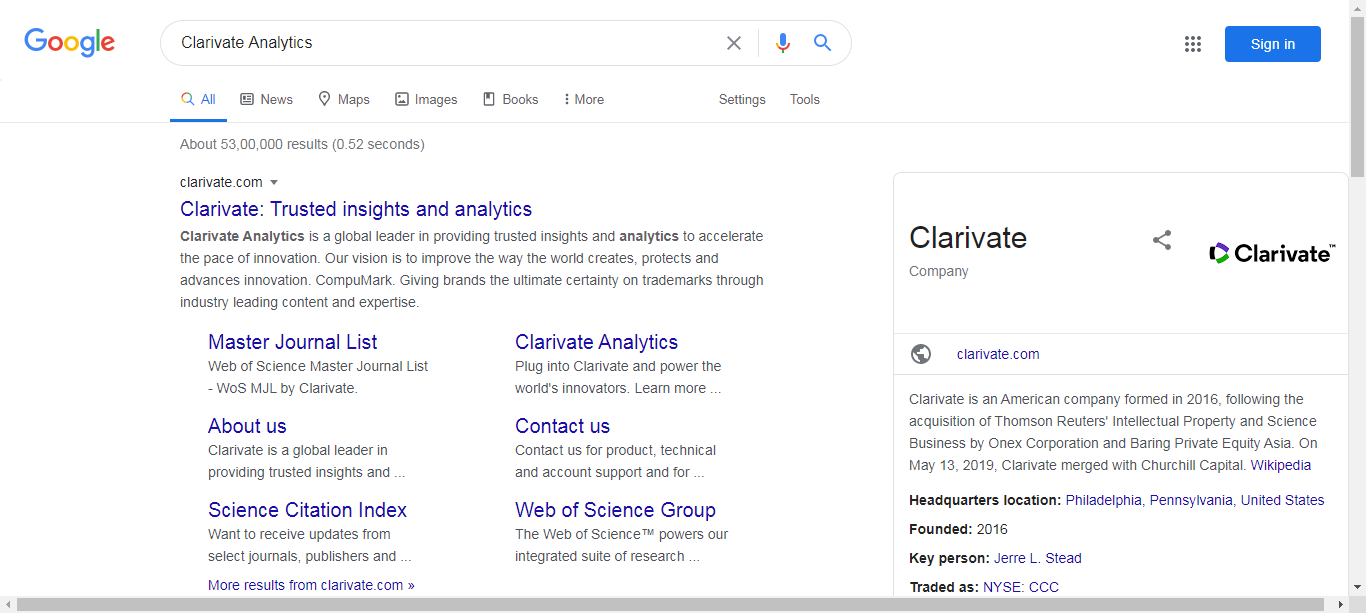 Google
Clarivate Analytics
Sign in
All News Maps Images Books More Settings Tools
About 53,00,000 results (0.52 seconds)
clarivate.com
Clarivate: Trusted insights and analytics
Clarivate Analytics is a global leader in providing trusted insights and analytics to accelerate
the pace of innovation. Our vision is to improve the way the world creates, protects and
advances innovation. CompuMark. Giving brands the ultimate certainty on trademarks through
industry leading content and expertise.
Master Journal List
Web of Science Master Journal List
- WoS MJL by Clarivate.
Clarivate Analytics
Plug into Clarivate and power the
world's innovators. Learn more ...
About us
Clarivate is a global leader in
providing trusted insights and ...
Contact us
Contact us for product, technical
and account support and for ...
Science Citation Index
Want to receive updates from
select journals, publishers and ...
Web of Science Group
The Web of Science™ powers our
integrated suite of research ...
More results from clarivate.com »
Clarivate
Company
Clarivate™
clarivate.com
Clarivate is an American company formed in 2016, following the
acquisition of Thomson Reuters' Intellectual Property and Science
Business by Onex Corporation and Baring Private Equity Asia. On
May 13, 2019, Clarivate merged with Churchill Capital. Wikipedia
Headquarters location: Philadelphia, Pennsylvania, United States
Founded: 2016
Key person: Jerre L. Stead
Traded as: NYSE: CCC